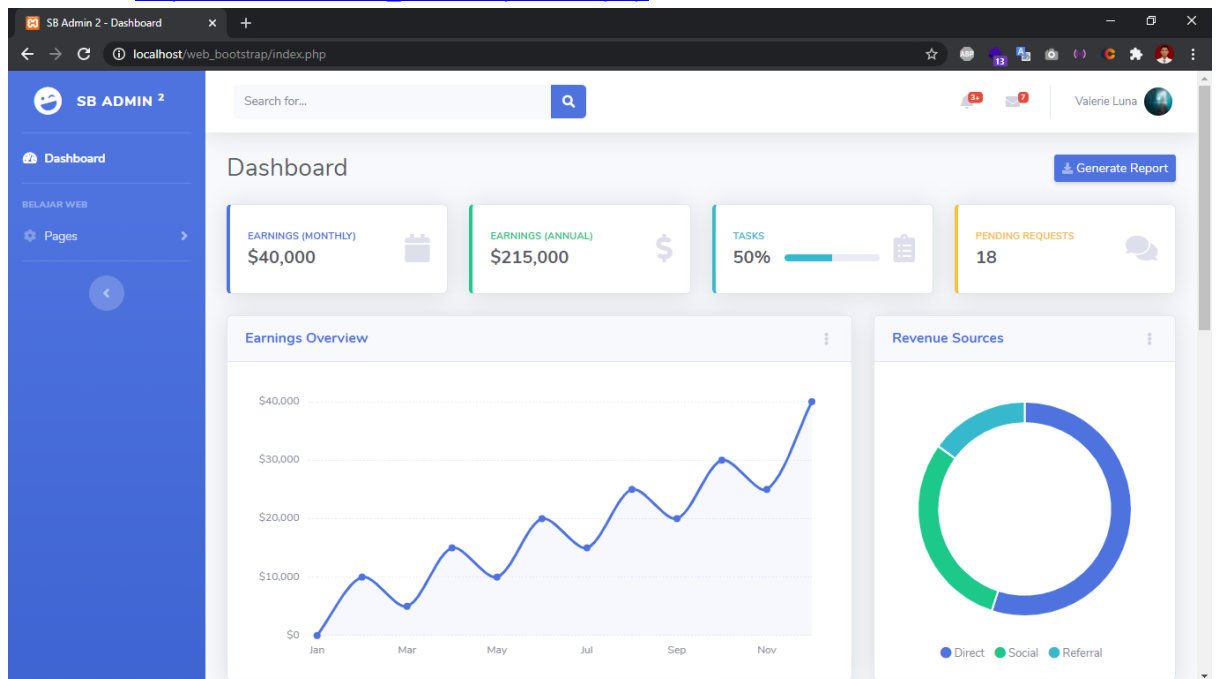 SB Admin 2 - Dashboard
localhost/web_bootstrap/index.php
ABP
13
SB ADMIN 2
Search for...
3+
7
Valerie Luna
Dashboard
BELAJAR WEB
Pages
Dashboard
Generate Report
EARNINGS (MONTHLY)
$40,000
EARNINGS (ANNUAL)
$215,000
TASKS
50%
PENDING REQUESTS
18
Earnings Overview
$40,000
$30,000
$20,000
$10,000
$0
Jan Mar May Jul Sep Nov
Revenue Sources
Direct Social Referral